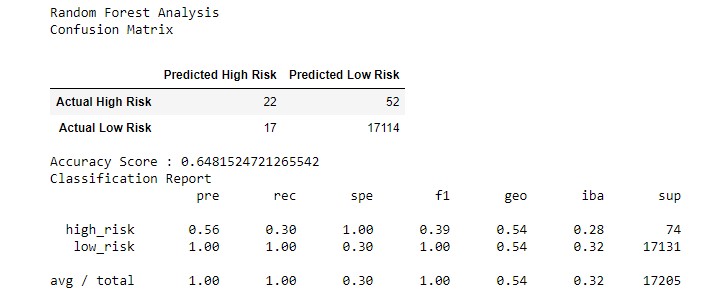 Random Forest Analysis
Confusion Matrix
Predicted High Risk Predicted Low Risk
Actual High Risk 22 52
Actual Low Risk 17 17114
Accuracy Score : 0.6481524721265542
Classification Report
pre rec spe f1 geo iba sup
high_risk 0.56 0.30 1.00 0.39 0.54 0.28 74
low_risk 1.00 1.00 0.30 1.00 0.54 0.32 17131
avg / total 1.00 1.00 0.30 1.00 0.54 0.32 17205